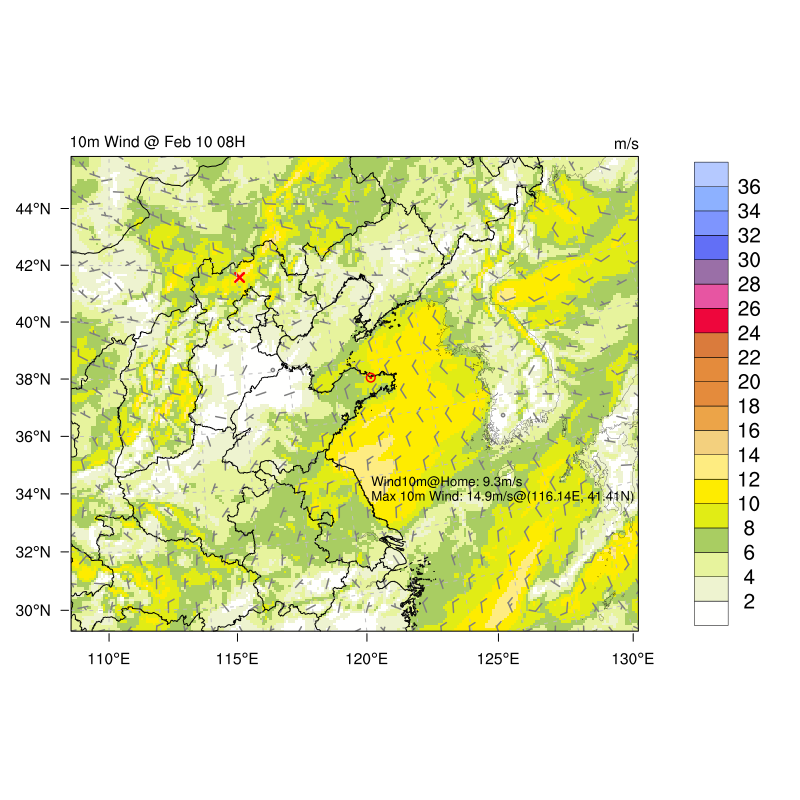 10m Wind @ Feb 10 08H
m/s
44°N
42°N
40°N
38°N
36°N
34°N
32°N
30°N
110°E
115°E
120°E
125°E
130°E
Wind10m@Home: 9.3m/s
Max 10m Wind: 14.9m/s@(116.14E, 41.41N)
36
34
32
30
28
26
24
22
20
18
16
14
12
10
8
6
4
2